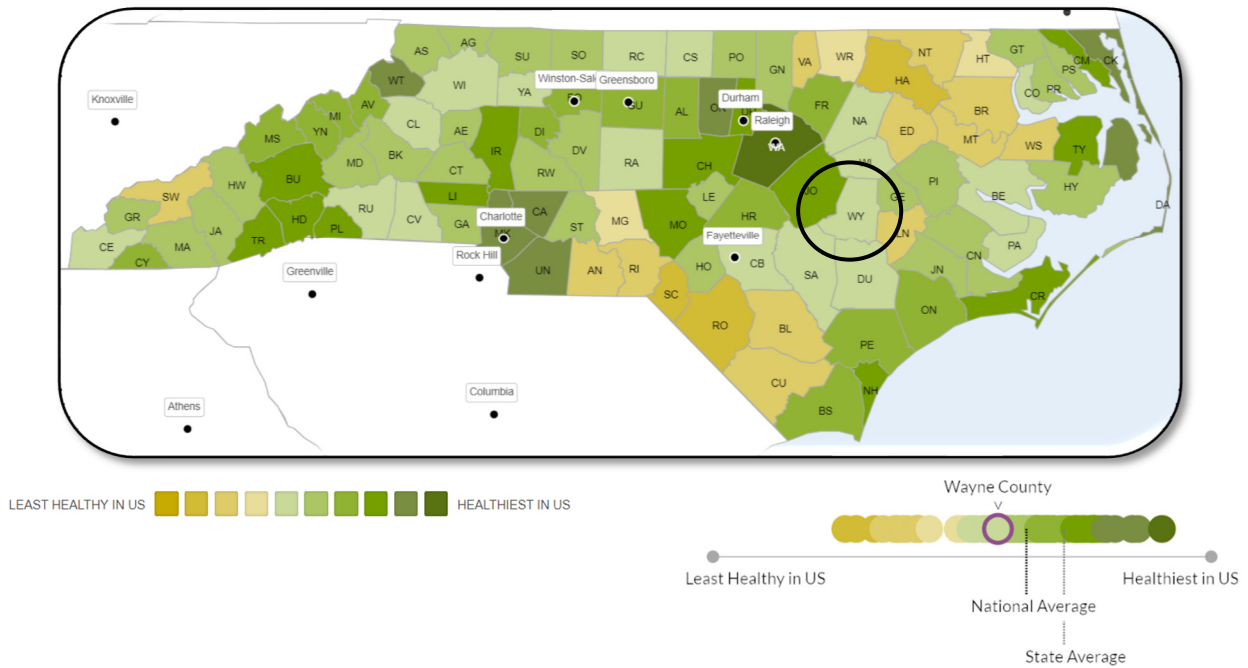 AS
AG
SU
SO
RC
CS
PO
GN
VA
WR
NT
HT
GT
CM
CK
PS
PR
CO
WT
WI
YA
Winston-Sal
Greensboro
GU
AL
Durham
Raleigh
FR
HA
BR
NA
ED
MT
WS
TY
Knoxville
MS
YN
MI
AV
CL
AE
IR
DI
DV
RA
CH
MD
BK
CT
RW
BU
HW
SW
LI
LE
JO
WY
PI
BE
HY
DA
GR
JA
HD
RU
CV
GA
Charlotte
CA
ST
MG
MO
HR
Fayetteville
LN
PA
CE
CY
MA
TR
PL
Rock Hill
UN
AN
RI
HO
CB
SA
DU
JN
CN
Greenville
SC
RO
BL
ON
CR
PE
CU
NH
BS
Columbia
Athens
LEAST HEALTHY IN US
HEALTHIEST IN US
Wayne County
Least Healthy in US
Healthiest in US
National Average
State Average